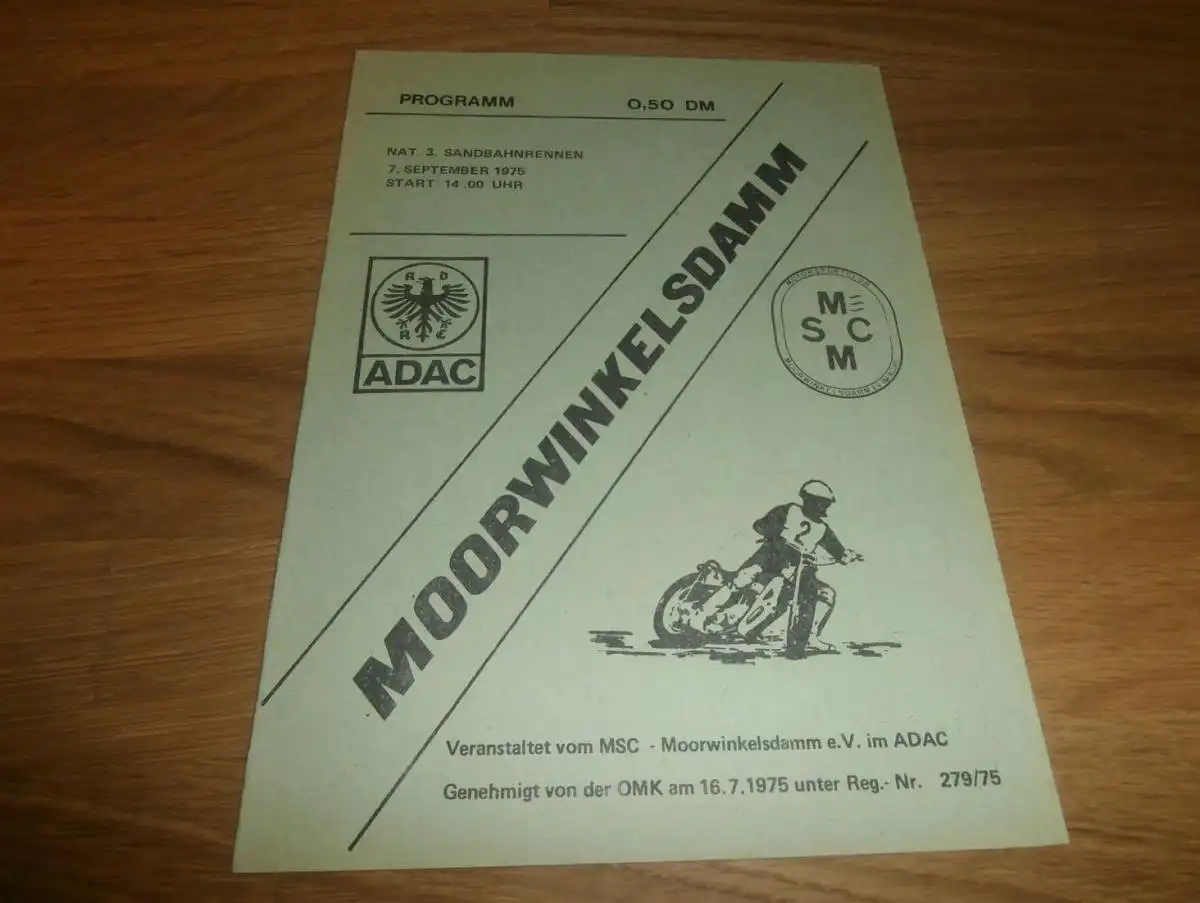 PROGRAMM 0,50 DM
NAT. 3. SANDBAHNRENNEN
7. SEPTEMBER 1975
START 14.00 UHR
MOORWINKELSDAMM
A D
R C
ADAC
MOTORSPORTCLUB
M
S C
M
2
Veranstaltet vom MSC - Moorwinkelsdamm e.V. im ADAC
Genehmigt von der OMK am 16.7.1975 unter Reg.- Nr. 279/75